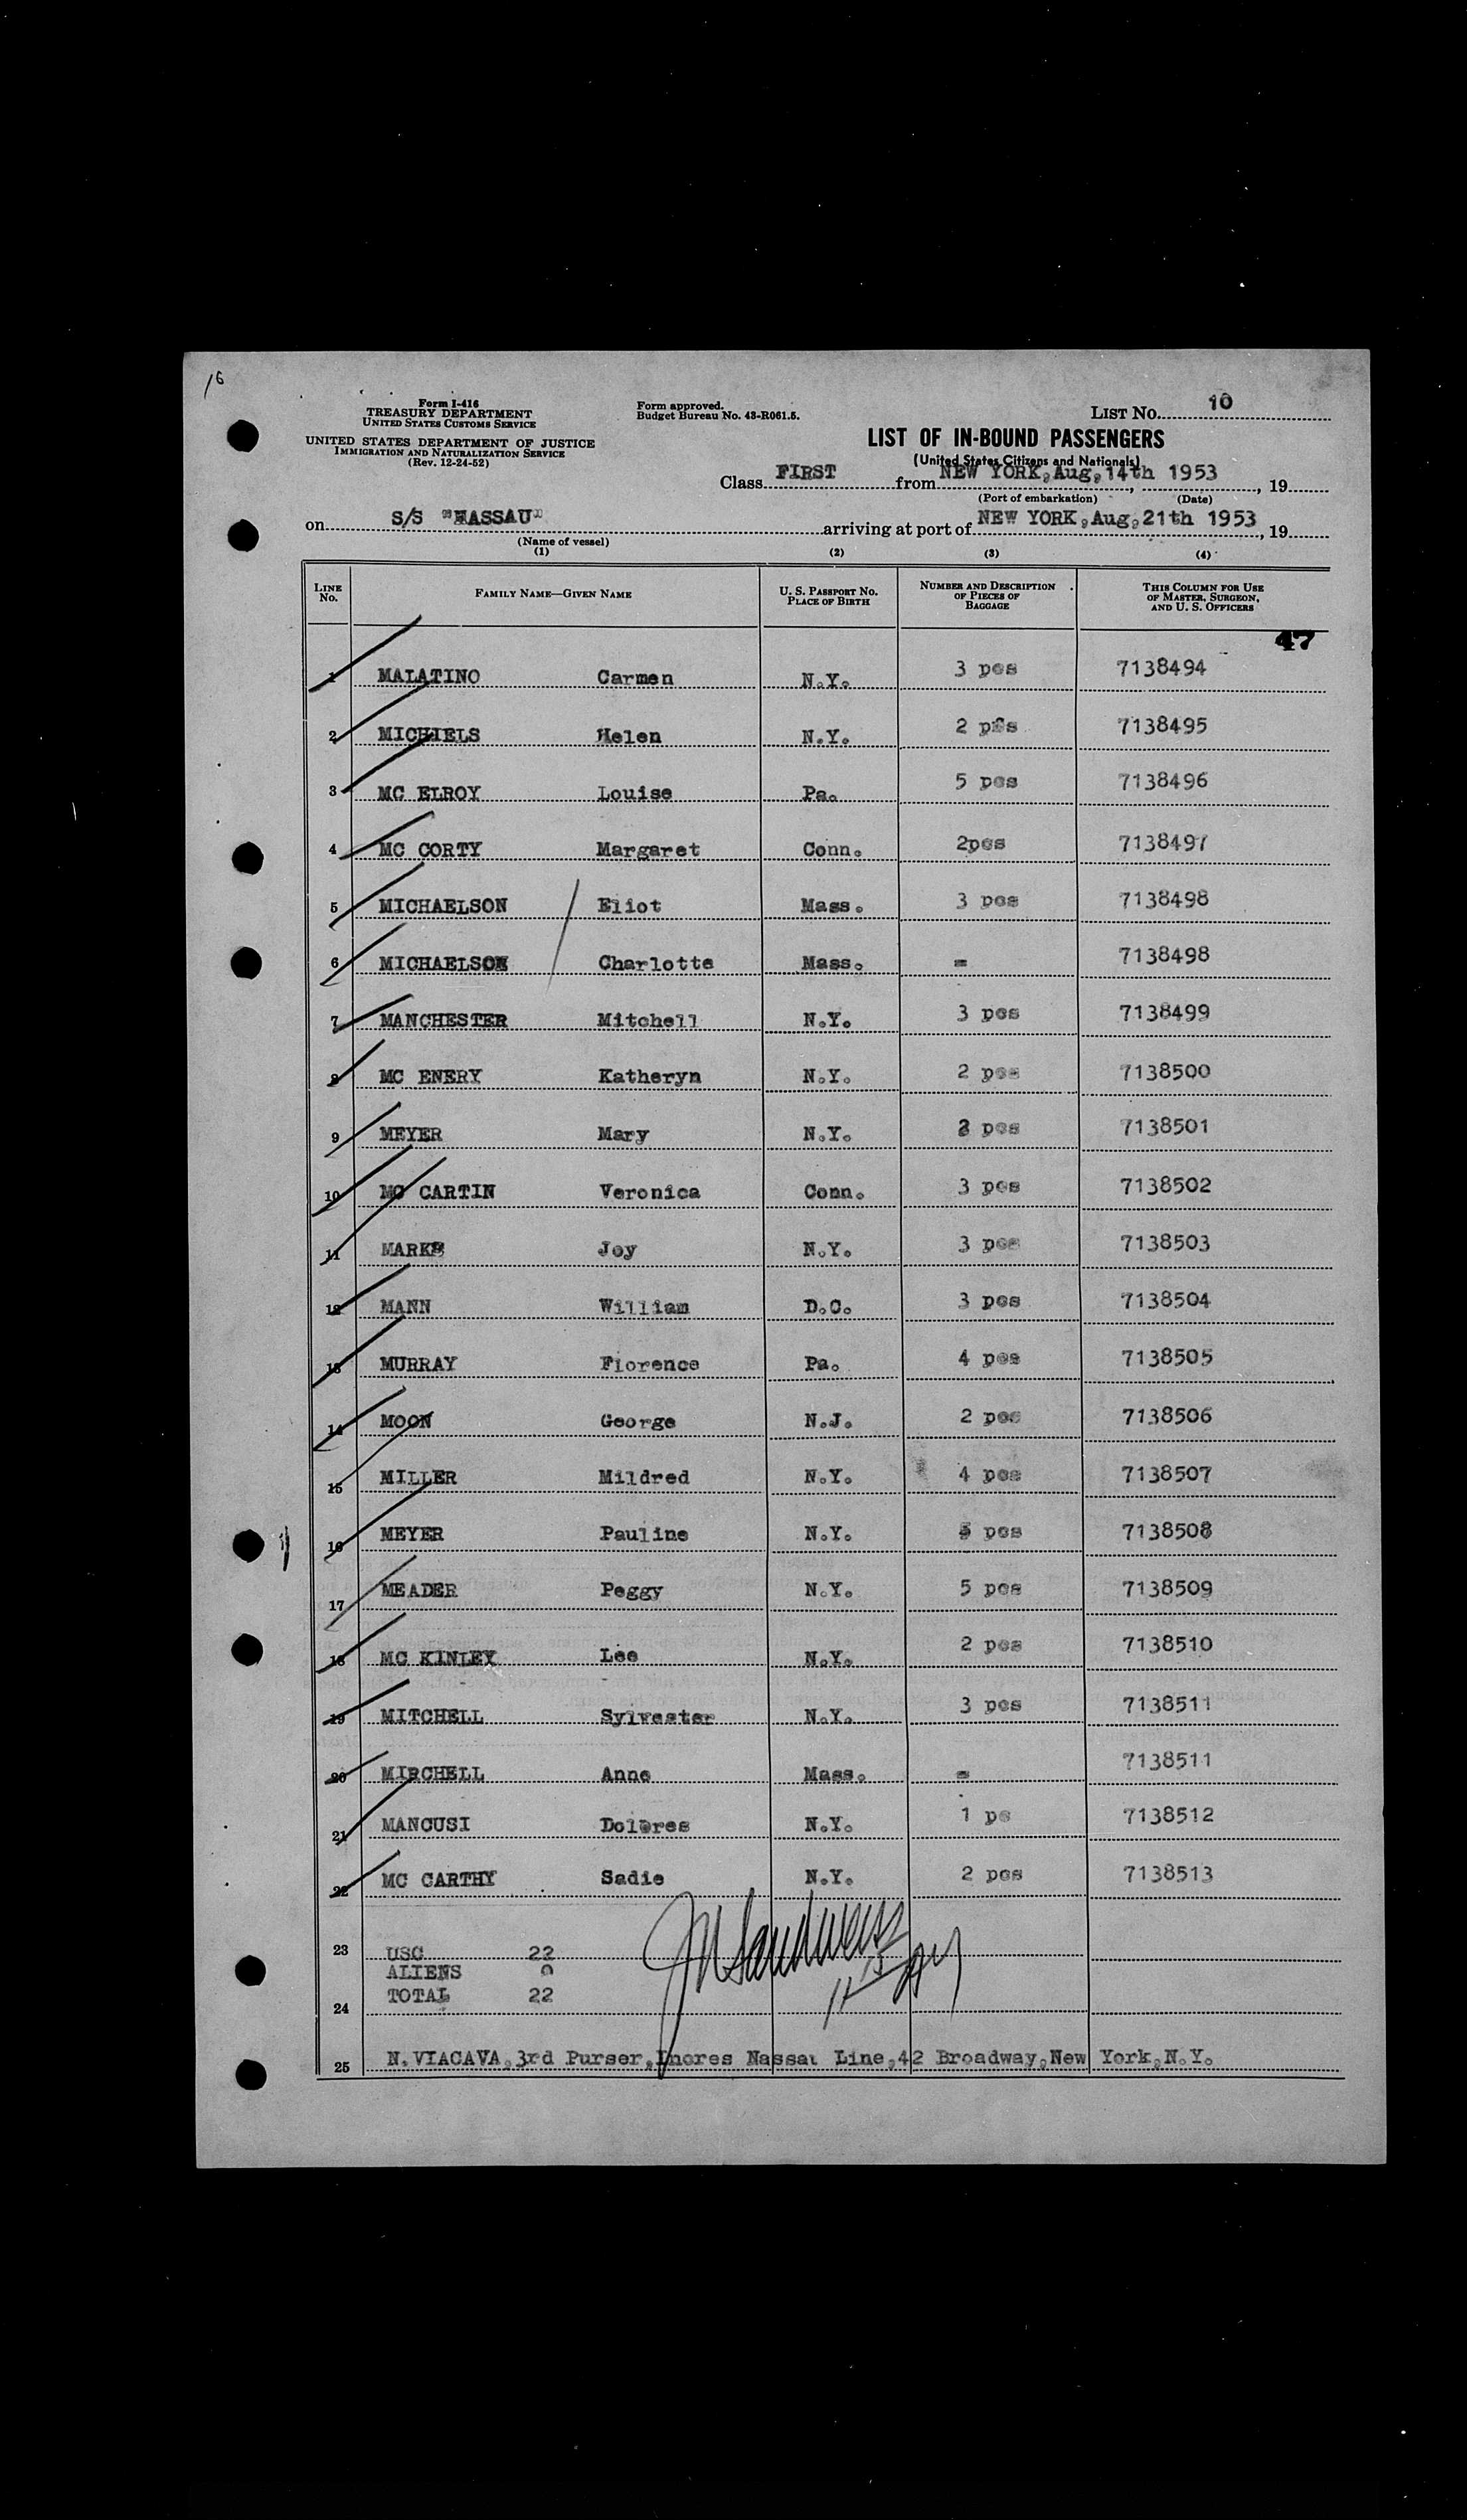 16
Form I-416
TREASURY DEPARTMENT
UNITED STATES CUSTOMS SERVICE
UNITED STATES DEPARTMENT OF JUSTICE
IMMIGRATION AND NATURALIZATION SERVICE
(Rev. 12-24-52)
Form approved.
Budget Bureau No. 43-R061.5.
LIST NO. 10
LIST OF IN-BOUND PASSENGERS
(United States Citizens and Nationals)
Class FIRST from NEW YORK, Aug, 14th 1953, 19
(Port of embarkation) (Date)
on S/S "NASSAU" arriving at port of NEW YORK, Aug, 21th 1953, 19
(Name of vessel)
(1) (2) (3) (4)
LINE No. FAMILY NAME—GIVEN NAME U. S. PASSPORT NO. PLACE OF BIRTH NUMBER AND DESCRIPTION OF PIECES OF BAGGAGE THIS COLUMN FOR USE OF MASTER, SURGEON, AND U. S. OFFICERS
47
1 MALATINO Carmen N.Y. 3 pcs 7138494
2 MICHIELS Helen N.Y. 2 pcs 7138495
3 MC ELROY Louise Pa. 5 pcs 7138496
4 MC CORTY Margaret Conn. 2pcs 7138497
5 MICHAELSON Eliot Mass. 3 pcs 7138498
6 MICHAELSON Charlotte Mass. = 7138498
7 MANCHESTER Mitchell N.Y. 3 pcs 7138499
8 MC ENERY Katheryn N.Y. 2 pcs 7138500
9 MEYER Mary N.Y. pcs 7138501
10 MC CARTIN Veronica Conn. 3 pcs 7138502
11 MARKS Joy N.Y. 3 pcs 7138503
12 MANN William D.C. 3 pcs 7138504
13 MURRAY Florence Pa. 4 pcs 7138505
14 MOON George N.J. 2 pcs 7138506
15 MILLER Mildred N.Y. 4 pcs 7138507
16 MEYER Pauline N.Y. pcs 7138508
17 MEADER Peggy N.Y. 5 pcs 7138509
18 MC KINLEY Lee N.Y. 2 pcs 7138510
19 MITCHELL Sylvester N.Y. 3 pcs 7138511
20 MIRCHELL Anne Mass. = 7138511
21 MANCUSI Dolores N.Y. 1 pc 7138512
22 MC CARTHY Sadie N.Y. 2 pcs 7138513
23 USC 22
ALIENS 0
24 TOTAL 22
25 N.VIACAVA, 3rd Purser, Inores Nassau Line, 42 Broadway, New York, N.Y.